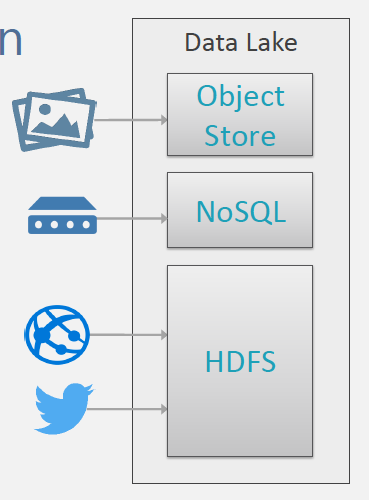 n
Data Lake
Object
Store
NoSQL
HDFS